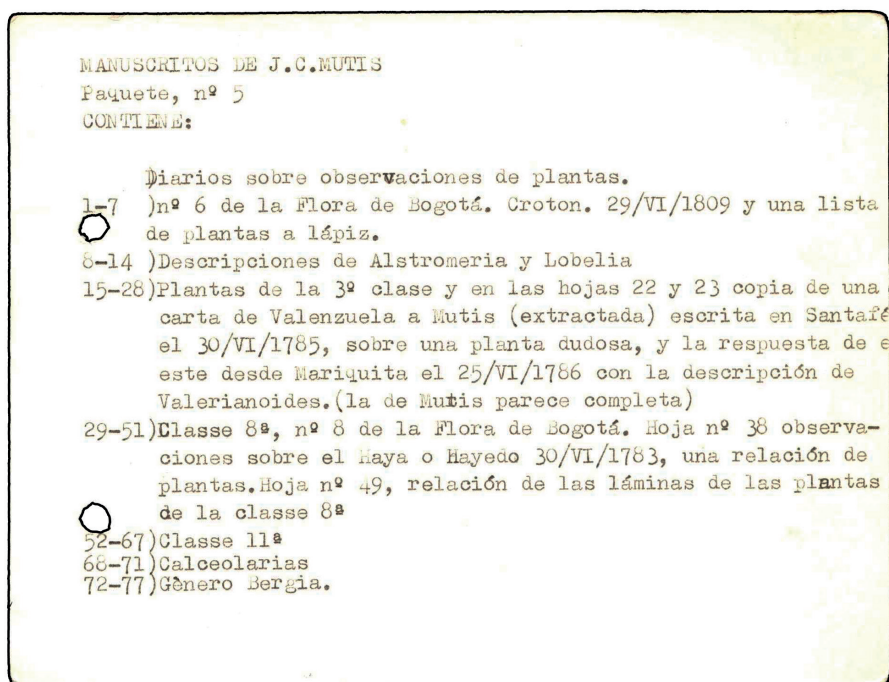 MANUSCRITOS DE J.C.MUTIS
Paquete, nº 5
CONTIENE:
Diarios sobre observaciones de plantas.
1-7 )nº 6 de la Flora de Bogotá. Croton. 29/VI/1809 y una lista
de plantas a lápiz.
8-14 )Descripciones de Alstromeria y Lobelia
15-28)Plantas de la 3ª clase y en las hojas 22 y 23 copia de una
carta de Valenzuela a Mutis (extractada) escrita en Santafé
el 30/VI/1785, sobre una planta dudosa, y la respuesta de e
este desde Mariquita el 25/VI/1786 con la descripción de
Valerianoides.(la de Mutis parece completa)
29-51)Classe 8ª, nº 8 de la Flora de Bogotá. Hoja nº 38 observa-
ciones sobre el Haya o Hayedo 30/VI/1783, una relación de
plantas.Hoja nº 49, relación de las láminas de las plantas
de la classe 8ª
52-67)Classe 11ª
68-71)Calceolarias
72-77)Gènero Bergia.